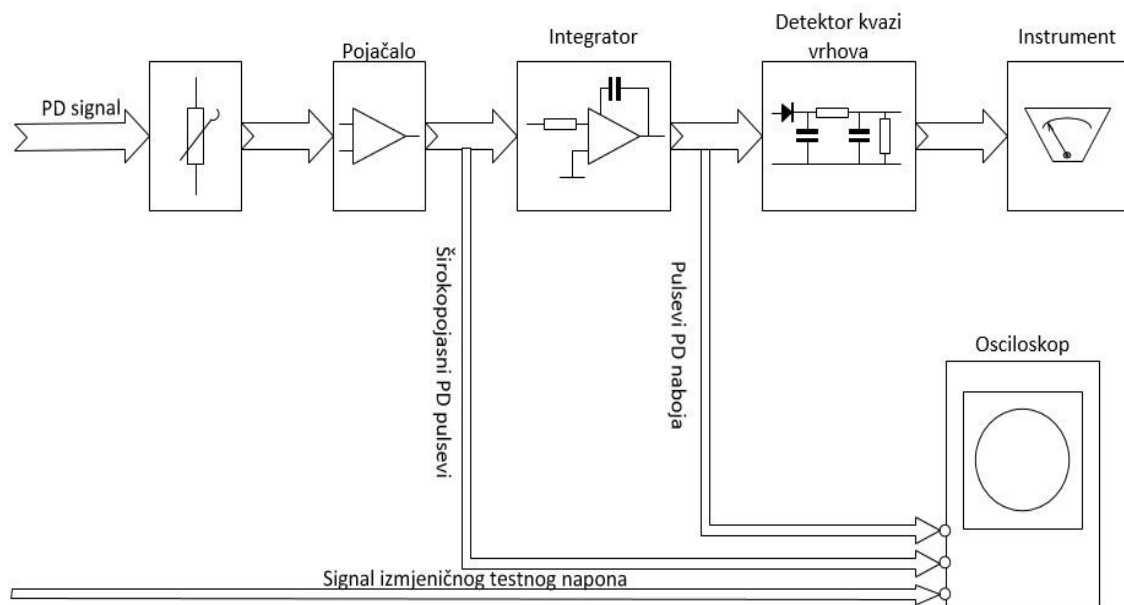 Pojačalo
Integrator
Detektor kvazi
vrhova
Instrument
PD signal
Širokopojasni PD pulsevi
Pulsevi PD naboja
Osciloskop
Signal izmjeničnog testnog napona